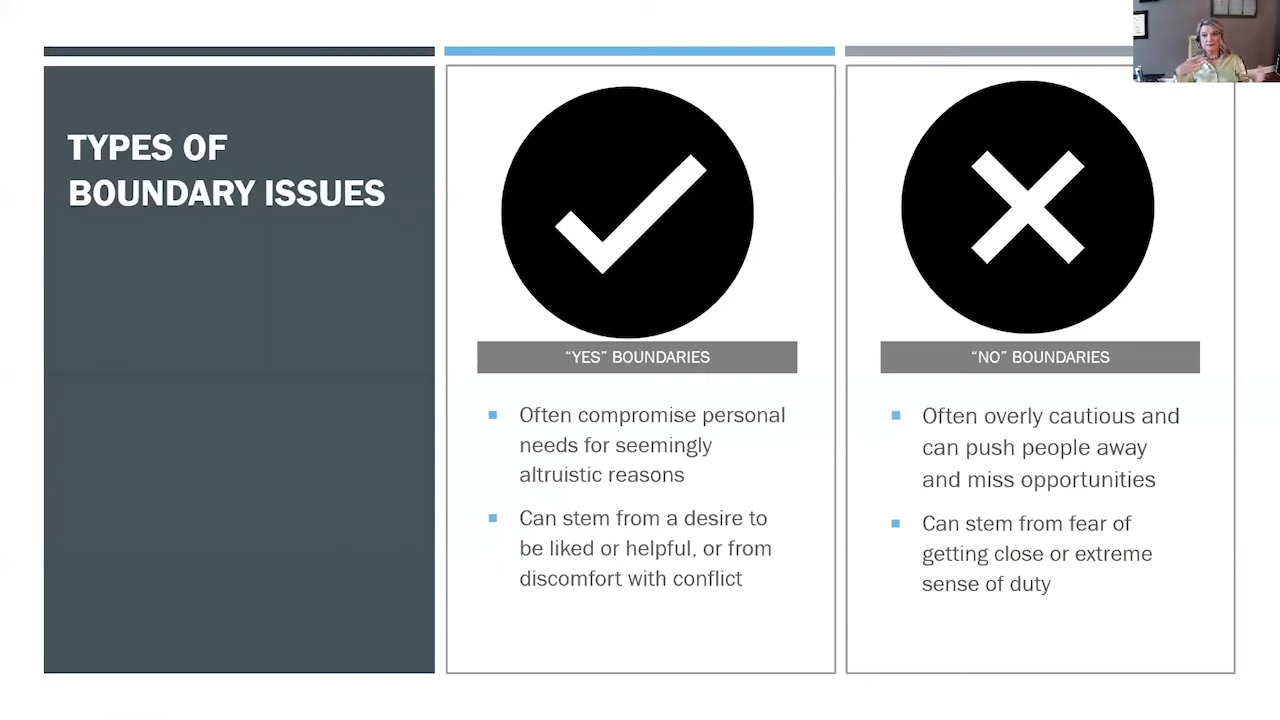 TYPES OF
BOUNDARY ISSUES
“YES” BOUNDARIES
Often compromise personal
needs for seemingly
altruistic reasons
Can stem from a desire to
be liked or helpful, or from
discomfort with conflict
“NO” BOUNDARIES
Often overly cautious and
can push people away
and miss opportunities
Can stem from fear of
getting close or extreme
sense of duty